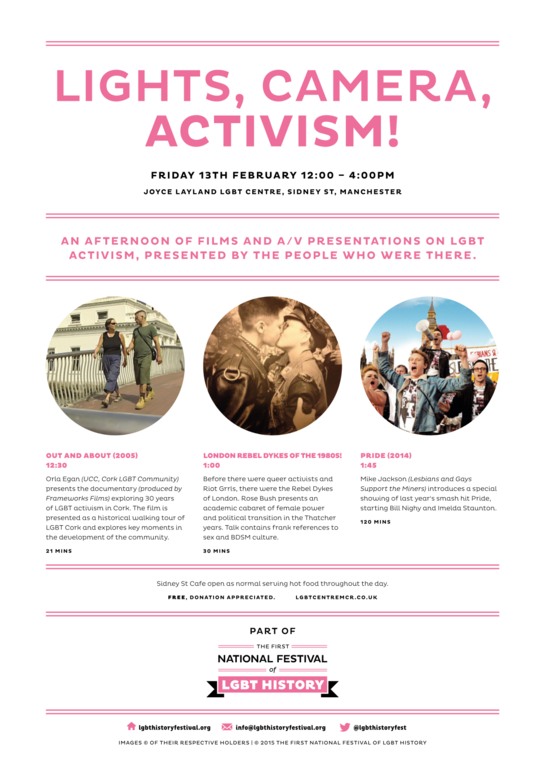 LIGHTS, CAMERA,
ACTIVISM!
FRIDAY 13TH FEBRUARY 12:00 – 4:00PM
JOYCE LAYLAND LGBT CENTRE, SIDNEY ST, MANCHESTER
AN AFTERNOON OF FILMS AND A/V PRESENTATIONS ON LGBT
ACTIVISM, PRESENTED BY THE PEOPLE WHO WERE THERE.
OUT AND ABOUT (2005)
12:30
Orla Egan (UCC, Cork LGBT Community)
presents the documentary (produced by
Frameworks Films) exploring 30 years
of LGBT activism in Cork. The film is
presented as a historical walking tour of
LGBT Cork and explores key moments in
the development of the community.
21 MINS
LONDON REBEL DYKES OF THE 1980S!
1:00
Before there were queer activists and
Riot Grrls, there were the Rebel Dykes
of London. Rose Bush presents an
academic cabaret of female power
and political transition in the Thatcher
years. Talk contains frank references to
sex and BDSM culture.
30 MINS
PRIDE (2014)
1:45
Mike Jackson (Lesbians and Gays
Support the Miners) introduces a special
showing of last year's smash hit Pride,
starring Bill Nighy and Imelda Staunton.
120 MINS
Sidney St Cafe open as normal serving hot food throughout the day.
FREE, DONATION APPRECIATED. LGBTCENTREMCR.CO.UK
PART OF
THE FIRST
NATIONAL FESTIVAL
of
LGBT HISTORY
lgbthistoryfestival.org info@lgbthistoryfestival.org @lgbthistoryfest
IMAGES © OF THEIR RESPECTIVE HOLDERS | © 2015 THE FIRST NATIONAL FESTIVAL OF LGBT HISTORY